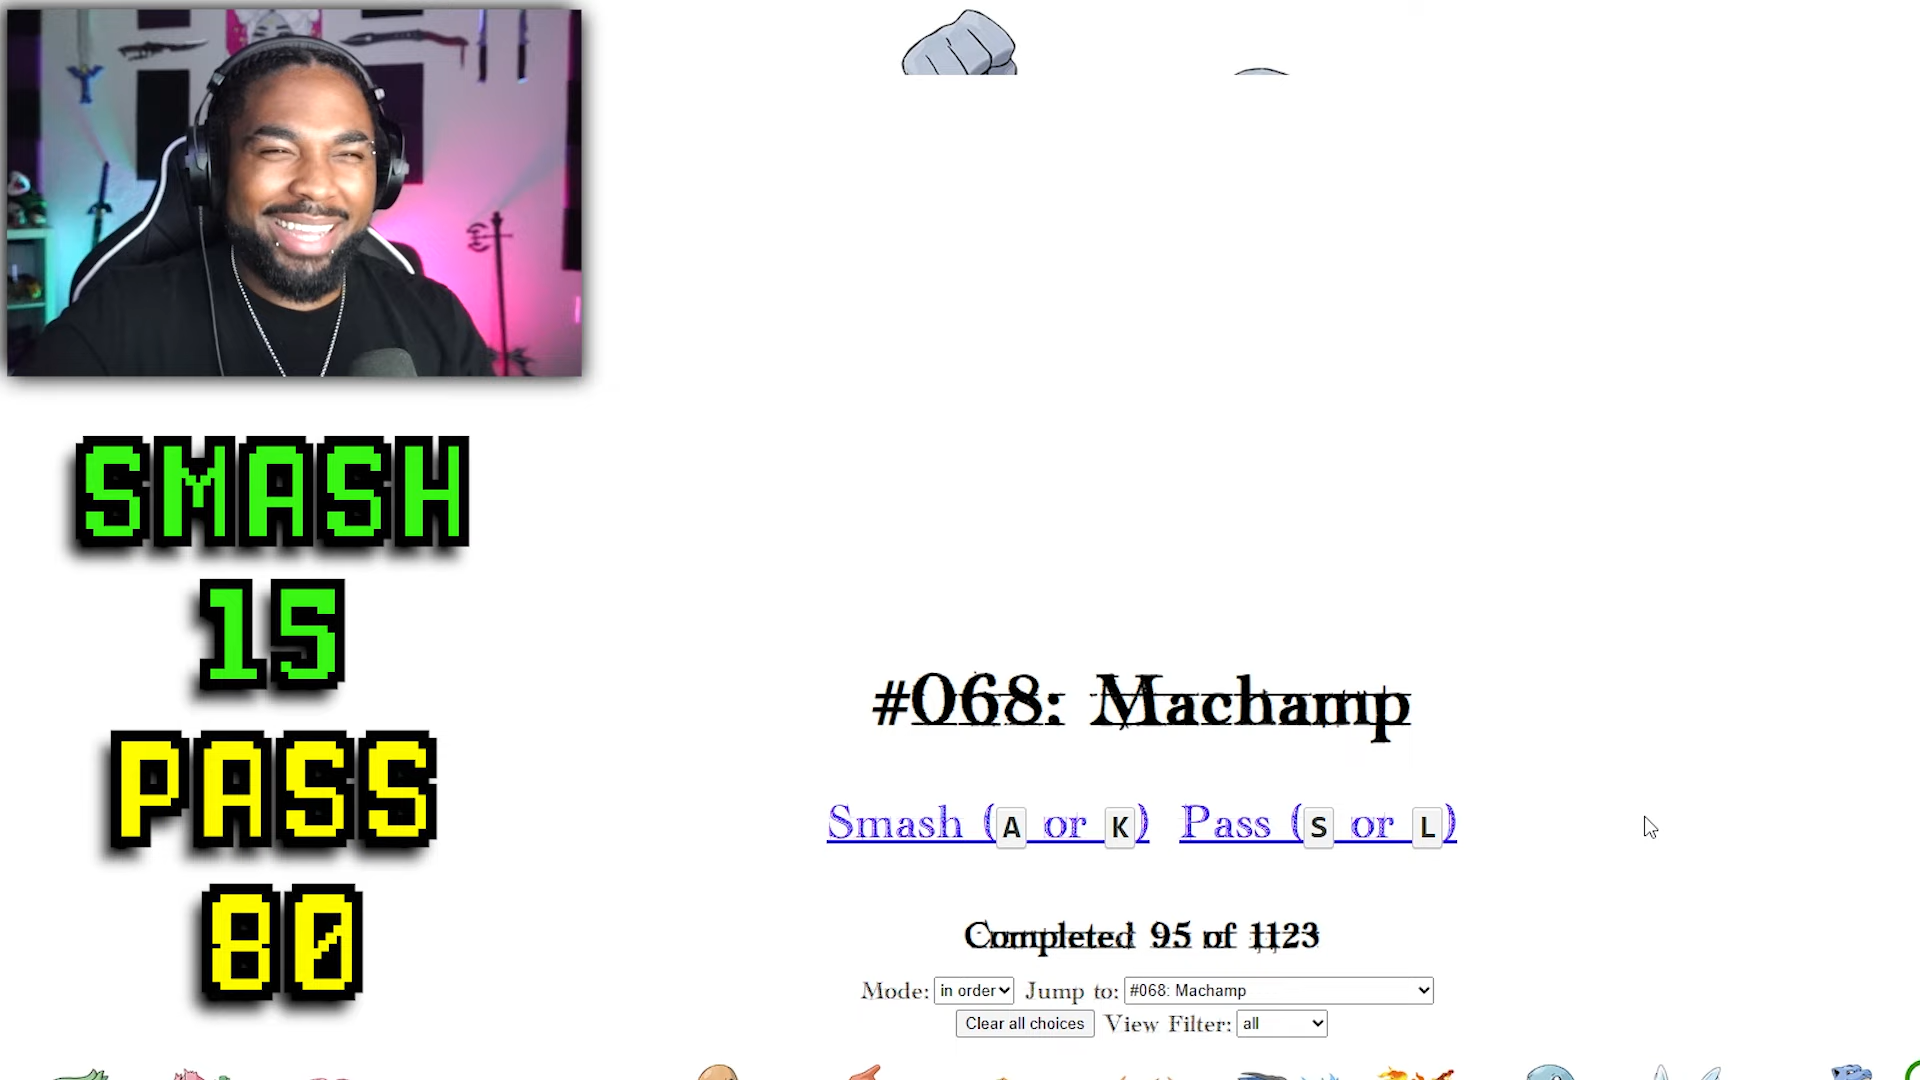 SMASH
15
PASS
80
#068: Machamp
Smash (A or K) Pass (S or L)
Completed 95 of 1123
Mode: in order Jump to: #068: Machamp
Clear all choices View Filter: all